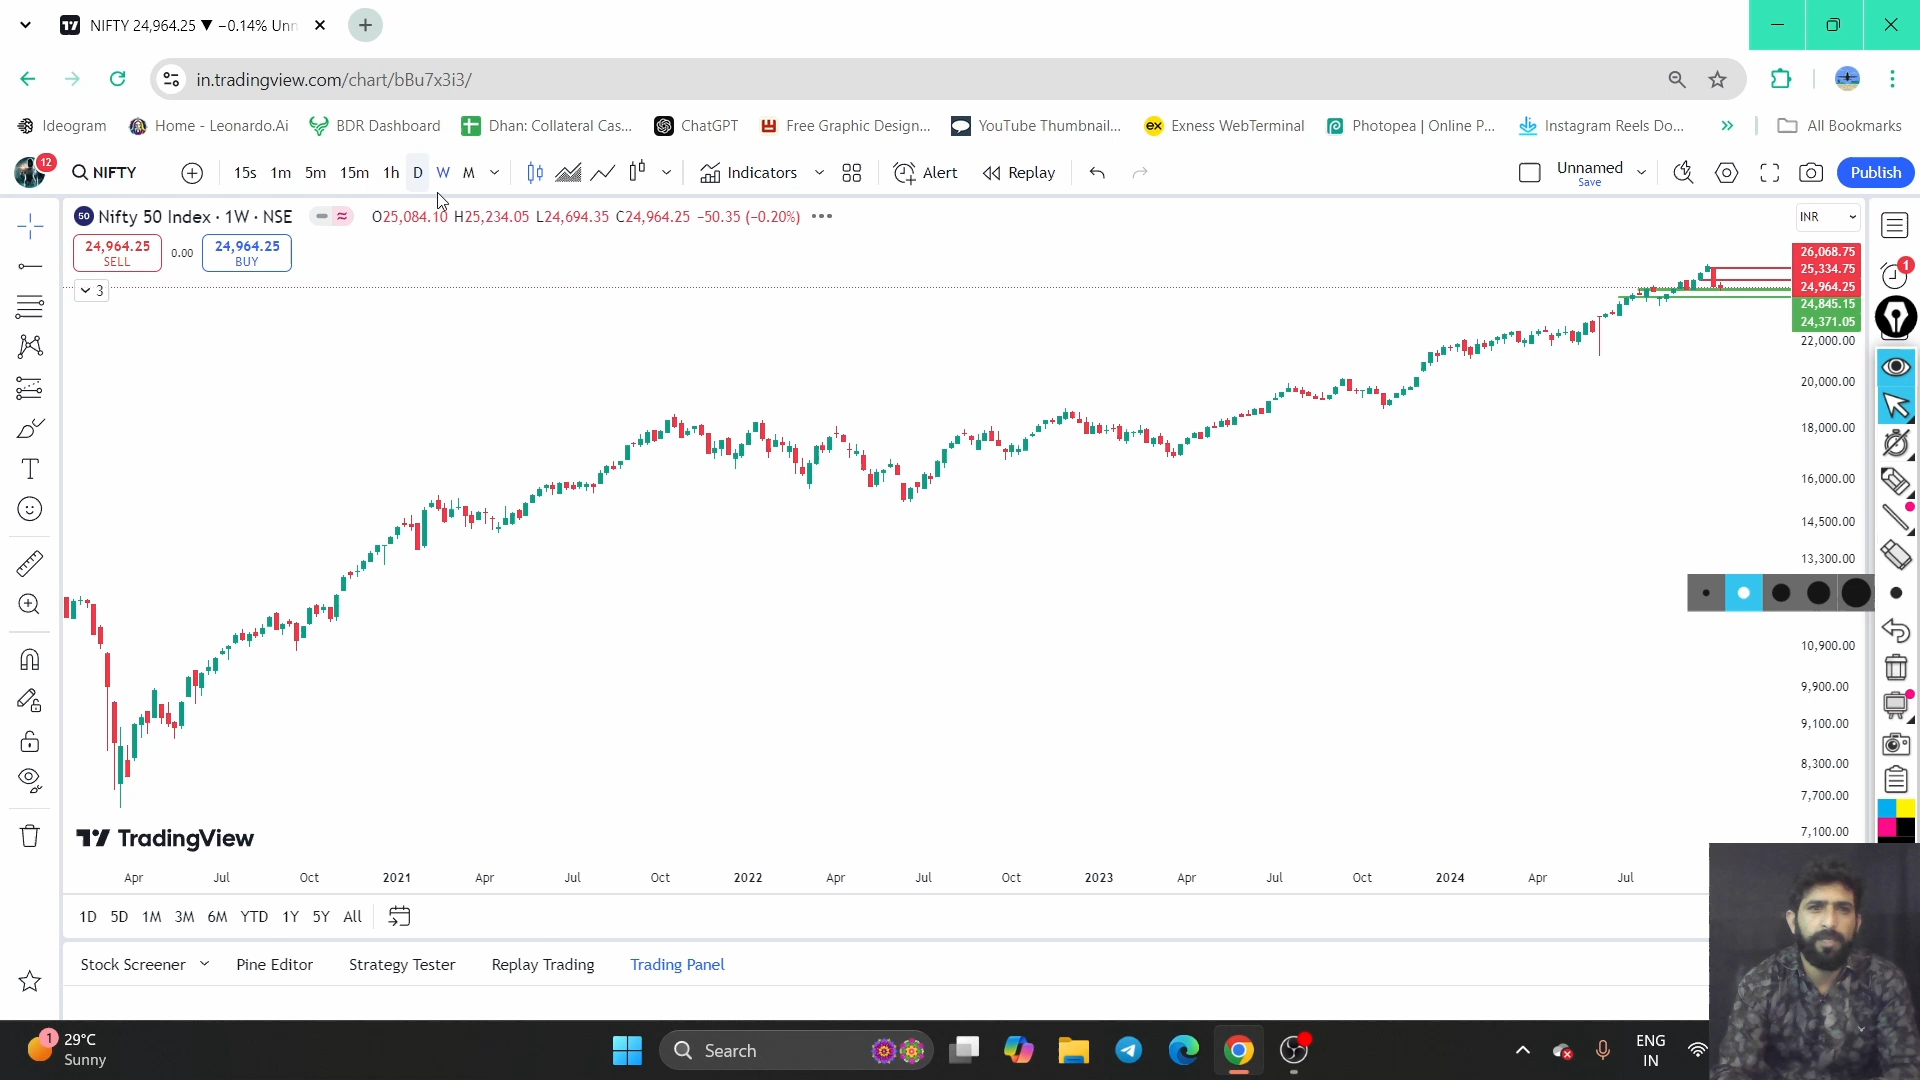 NIFTY 24,964.25 ▼ −0.14% Unn
in.tradingview.com/chart/bBu7x3i3/
Ideogram
Home - Leonardo.Ai
BDR Dashboard
Dhan: Collateral Cas...
ChatGPT
Free Graphic Design...
YouTube Thumbnail...
Exness WebTerminal
Photopea | Online P...
Instagram Reels Do...
All Bookmarks
12
NIFTY
15s 1m 5m 15m 1h D W M
Indicators
Alert
Replay
Unnamed
Save
Publish
50 Nifty 50 Index · 1W · NSE
O25,084.10 H25,234.05 L24,694.35 C24,964.25 −50.35 (−0.20%)
INR
24,964.25
SELL
0.00
24,964.25
BUY
3
26,068.75
25,334.75
24,964.25
24,845.15
24,371.05
22,000.00
20,000.00
18,000.00
16,000.00
14,500.00
13,300.00
10,900.00
9,900.00
9,100.00
8,300.00
7,700.00
7,100.00
1
TradingView
Apr Jul Oct 2021 Apr Jul Oct 2022 Apr Jul Oct 2023 Apr Jul Oct 2024 Apr Jul
1D 5D 1M 3M 6M YTD 1Y 5Y All
Stock Screener
Pine Editor
Strategy Tester
Replay Trading
Trading Panel
1
29°C
Sunny
Search
ENG
IN